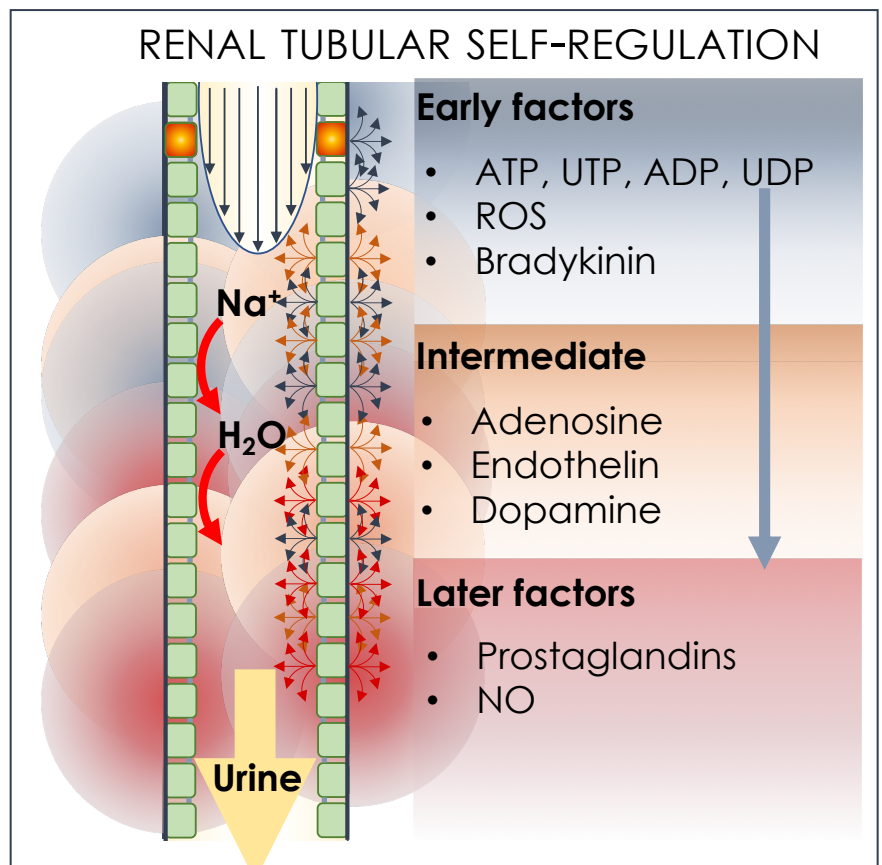 RENAL TUBULAR SELF-REGULATION
Early factors
• ATP, UTP, ADP, UDP
• ROS
• Bradykinin
Na⁺
Intermediate
• Adenosine
• Endothelin
• Dopamine
H₂O
Later factors
• Prostaglandins
• NO
Urine